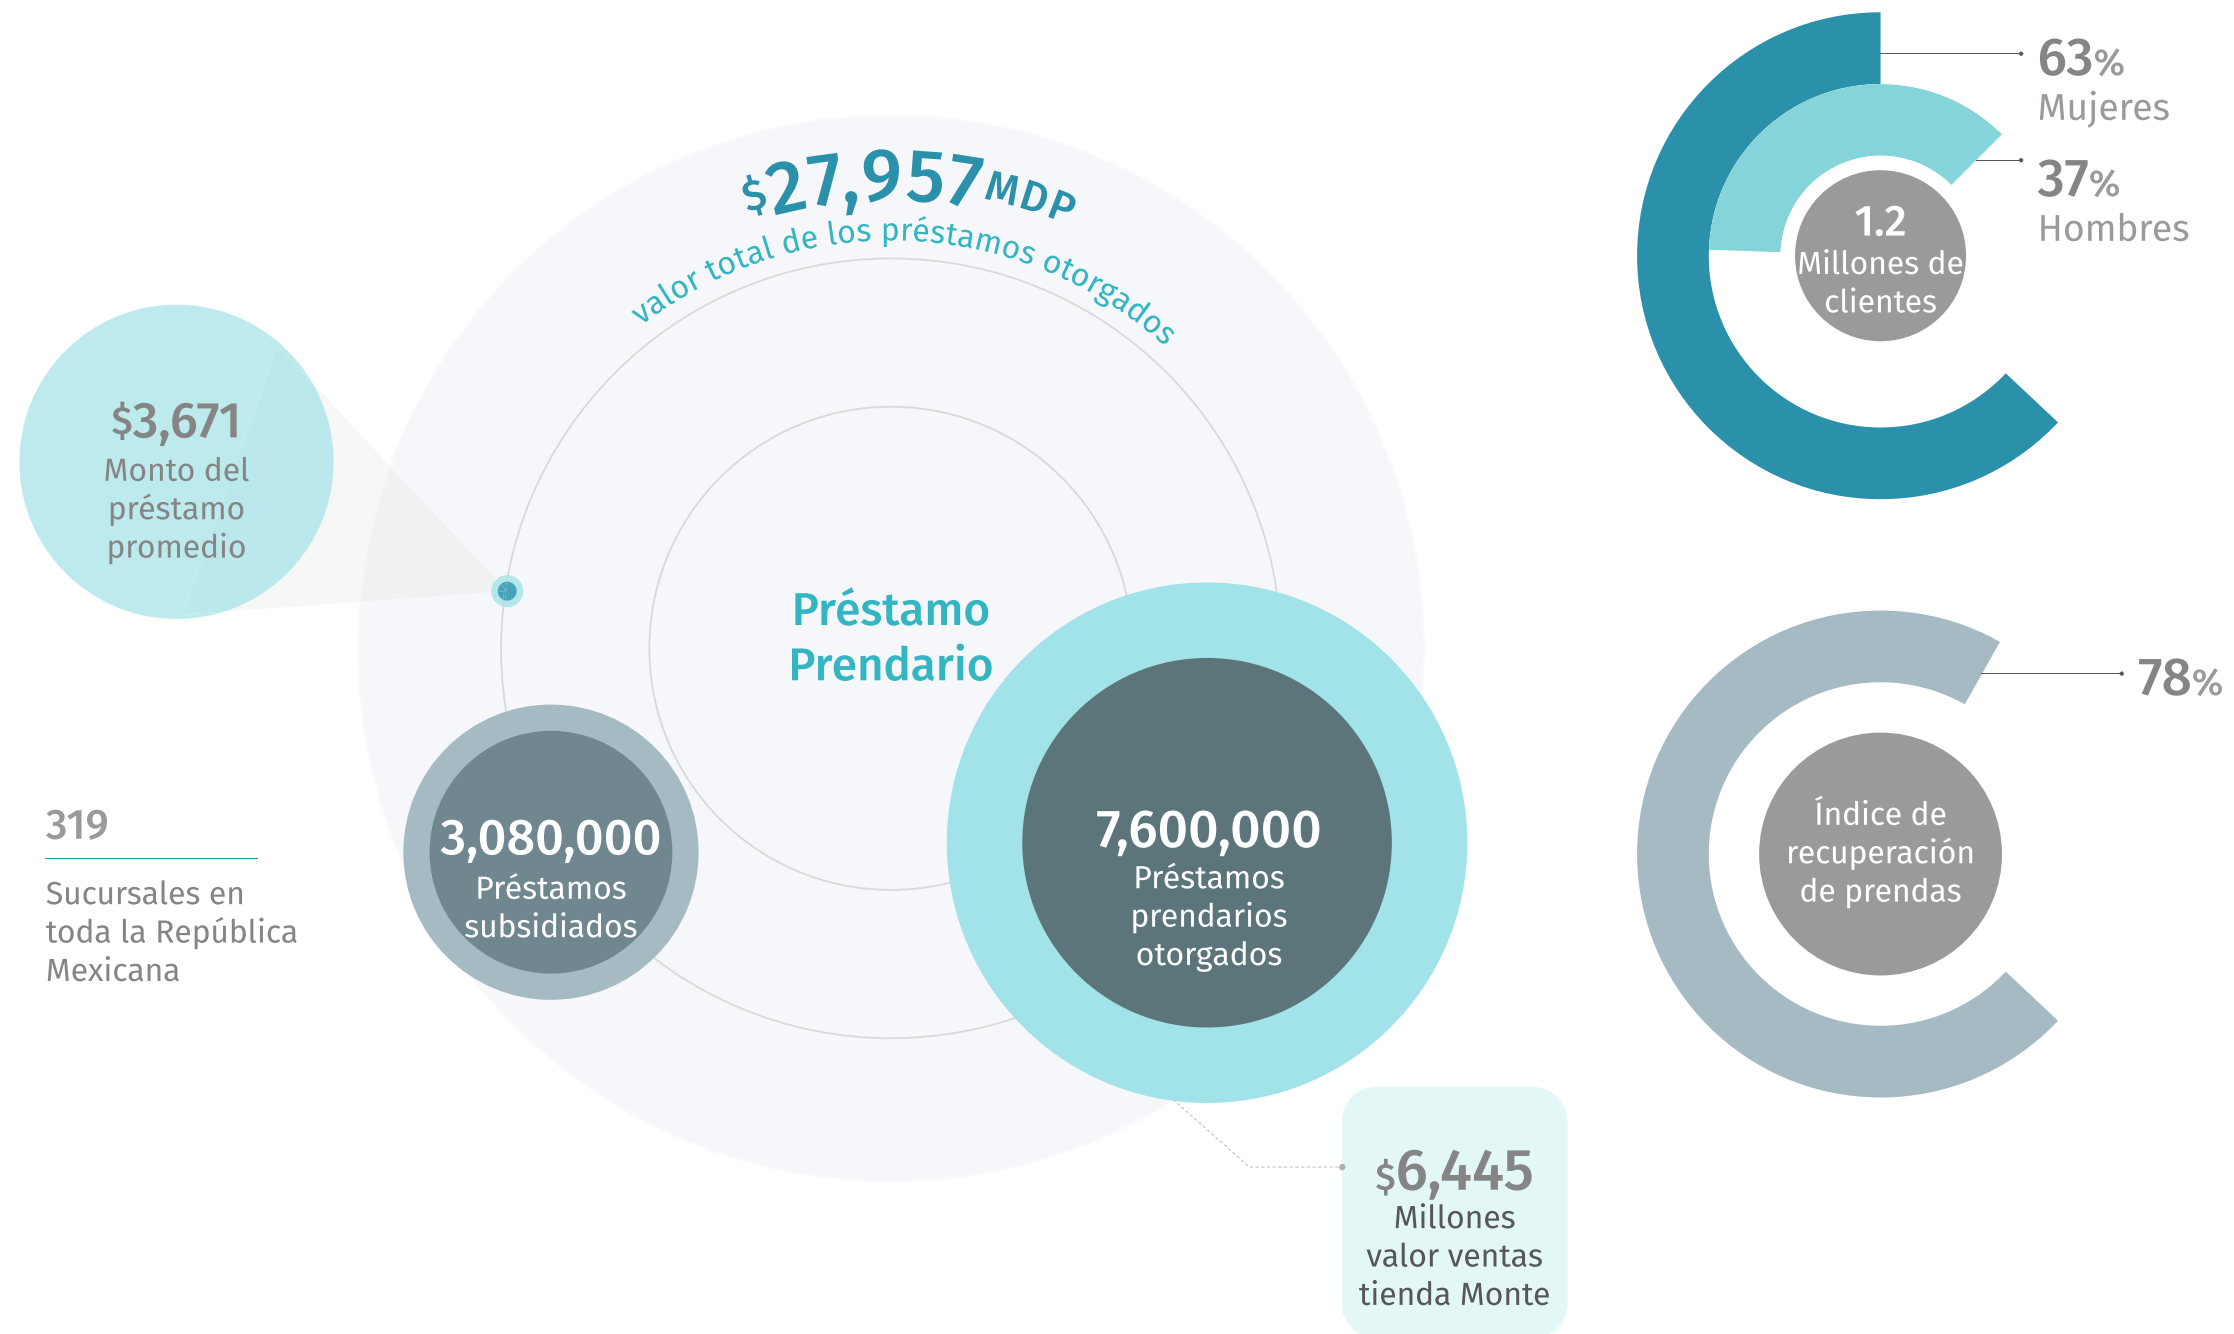 $27,957 MDP
valor total de los préstamos otorgados
$3,671
Monto del
préstamo
promedio
Préstamo
Prendario
3,080,000
Préstamos
subsidiados
7,600,000
Préstamos
prendarios
otorgados
319
Sucursales en
toda la República
Mexicana
$6,445
Millones
valor ventas
tienda Monte
63%
Mujeres
37%
Hombres
1.2
Millones de
clientes
78%
Índice de
recuperación
de prendas